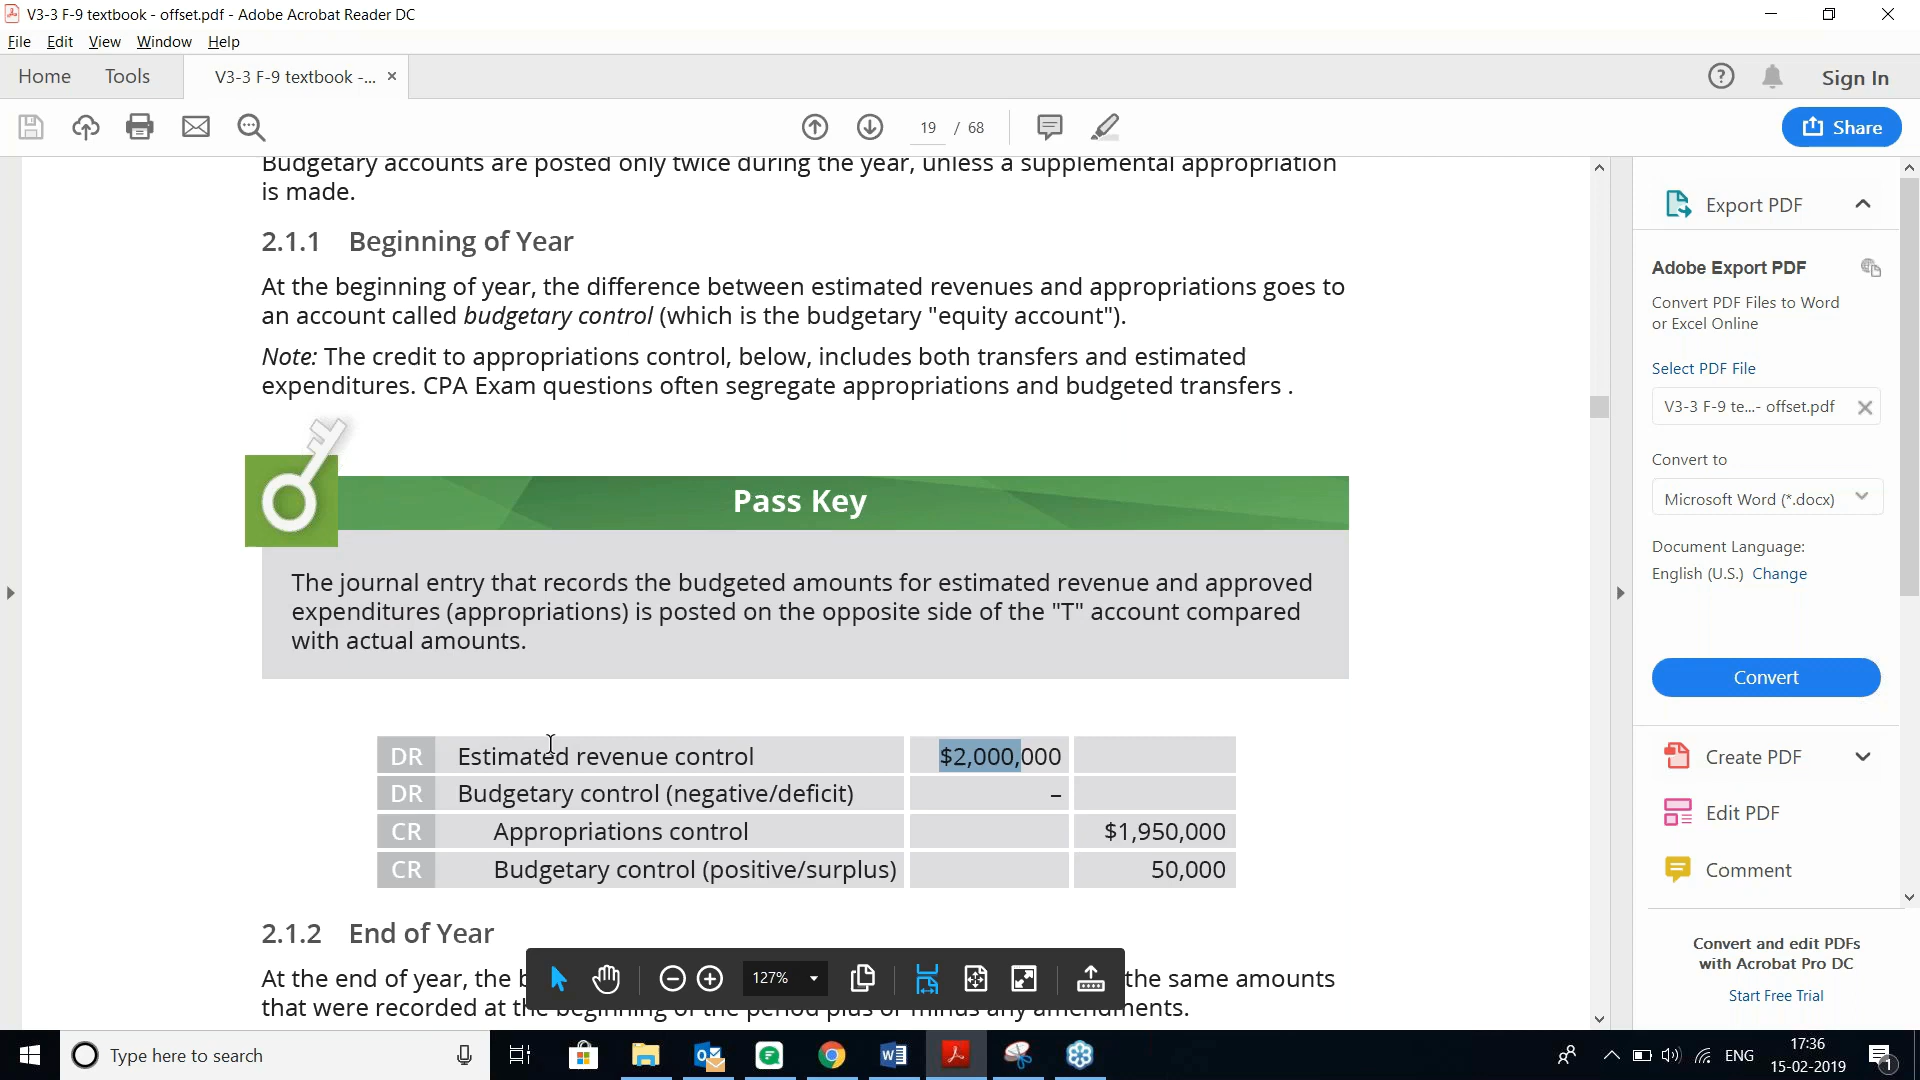 V3-3 F-9 textbook - offset.pdf - Adobe Acrobat Reader DC
File Edit View Window Help
Home Tools V3-3 F-9 textbook -... × Sign In
19 / 68 Share
Budgetary accounts are posted only twice during the year, unless a supplemental appropriation
is made.
2.1.1 Beginning of Year
At the beginning of year, the difference between estimated revenues and appropriations goes to
an account called budgetary control (which is the budgetary "equity account").
Note: The credit to appropriations control, below, includes both transfers and estimated
expenditures. CPA Exam questions often segregate appropriations and budgeted transfers .
Pass Key
The journal entry that records the budgeted amounts for estimated revenue and approved
expenditures (appropriations) is posted on the opposite side of the "T" account compared
with actual amounts.
DR Estimated revenue control $2,000,000
DR Budgetary control (negative/deficit) –
CR Appropriations control $1,950,000
CR Budgetary control (positive/surplus) 50,000
2.1.2 End of Year
At the end of year, the the same amounts
that were recorded at the beginning of the period plus or minus any amendments.
127%
Export PDF
Adobe Export PDF
Convert PDF Files to Word
or Excel Online
Select PDF File
V3-3 F-9 te...- offset.pdf
Convert to
Microsoft Word (*.docx)
Document Language:
English (U.S.) Change
Convert
Create PDF
Edit PDF
Comment
Convert and edit PDFs
with Acrobat Pro DC
Start Free Trial
Type here to search
ENG
17:36
15-02-2019
1